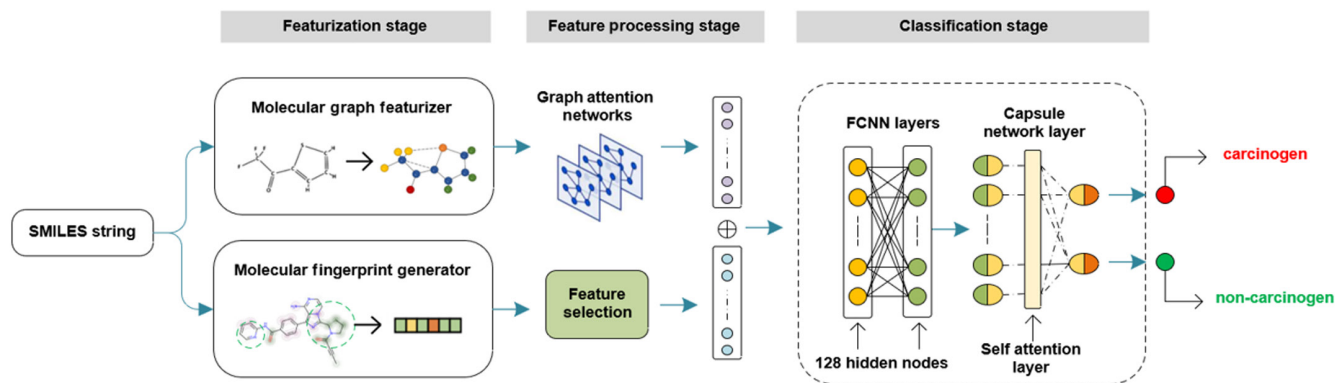 Featurization stage
Feature processing stage
Classification stage
Molecular graph featurizer
Graph attention
networks
FCNN layers
Capsule
network layer
carcinogen
SMILES string
Molecular fingerprint generator
Feature
selection
non-carcinogen
128 hidden nodes
Self attention
layer